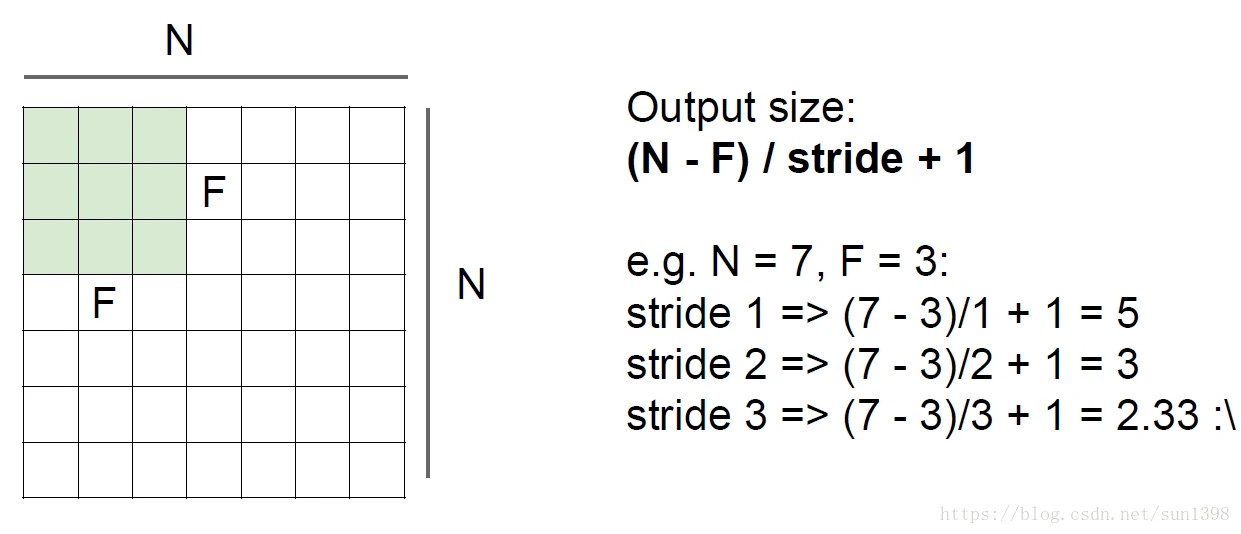 N
F
F
N
Output size:
(N - F) / stride + 1
e.g. N = 7, F = 3:
stride 1 => (7 - 3)/1 + 1 = 5
stride 2 => (7 - 3)/2 + 1 = 3
stride 3 => (7 - 3)/3 + 1 = 2.33 :\
https://blog.csdn.net/sun1398